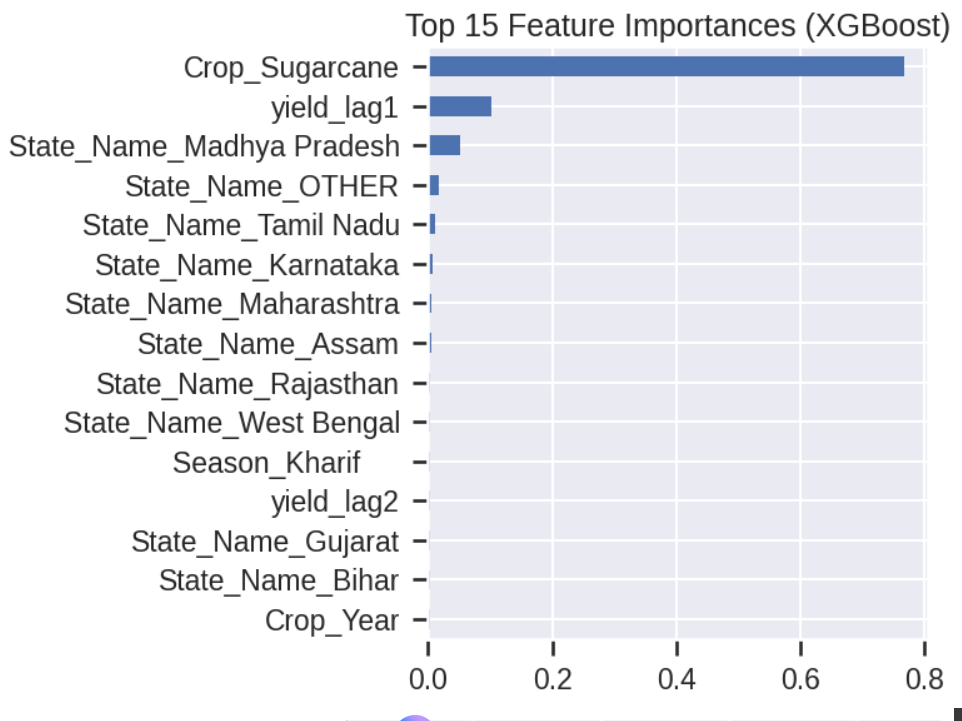 Top 15 Feature Importances (XGBoost)
Crop_Sugarcane
yield_lag1
State_Name_Madhya Pradesh
State_Name_OTHER
State_Name_Tamil Nadu
State_Name_Karnataka
State_Name_Maharashtra
State_Name_Assam
State_Name_Rajasthan
State_Name_West Bengal
Season_Kharif
yield_lag2
State_Name_Gujarat
State_Name_Bihar
Crop_Year
0.0 0.2 0.4 0.6 0.8